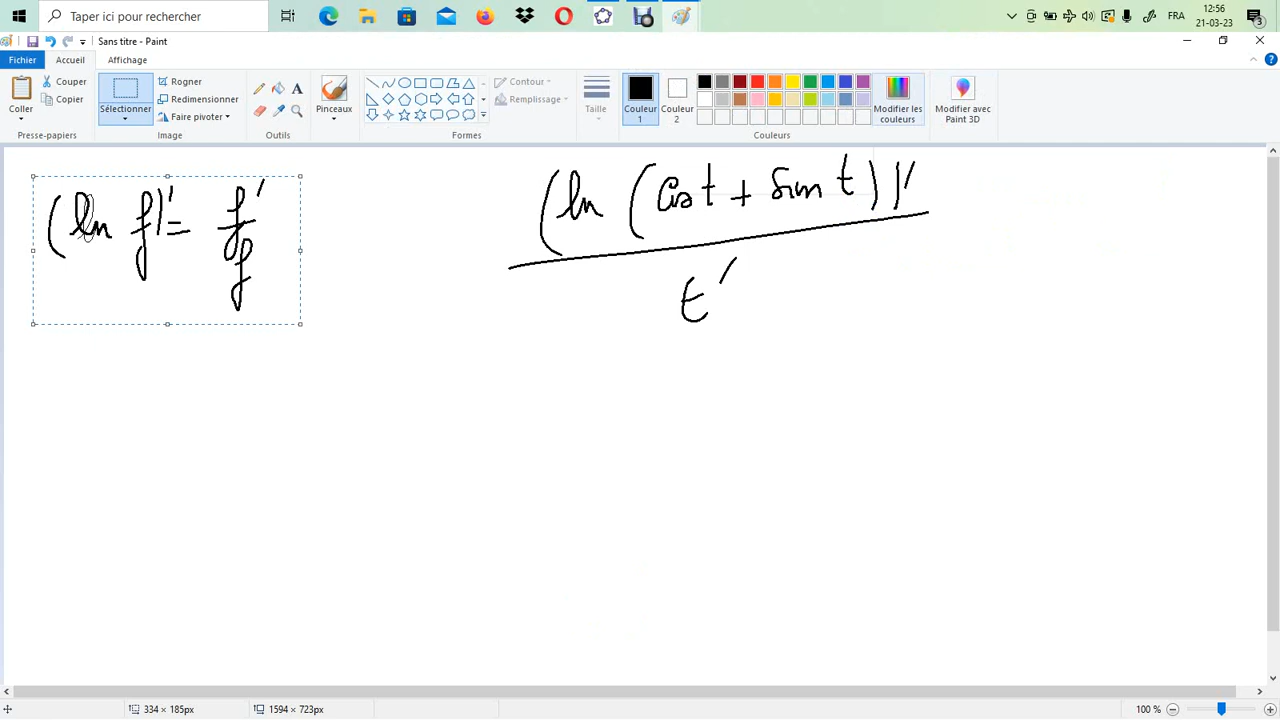 Taper ici pour rechercher
FRA
12:56
21-03-23
3
Sans titre - Paint
Fichier
Accueil
Affichage
Coller
Couper
Copier
Presse-papiers
Sélectionner
Rogner
Redimensionner
Faire pivoter
Image
A
Outils
Pinceaux
Contour
Remplissage
Formes
Taille
Couleur 1
Couleur 2
Modifier les couleurs
Couleurs
Modifier avec Paint 3D
(ln f)' = f'/f
(ln (cos t + sin t))'
t'
334 × 185px
1594 × 723px
100 %